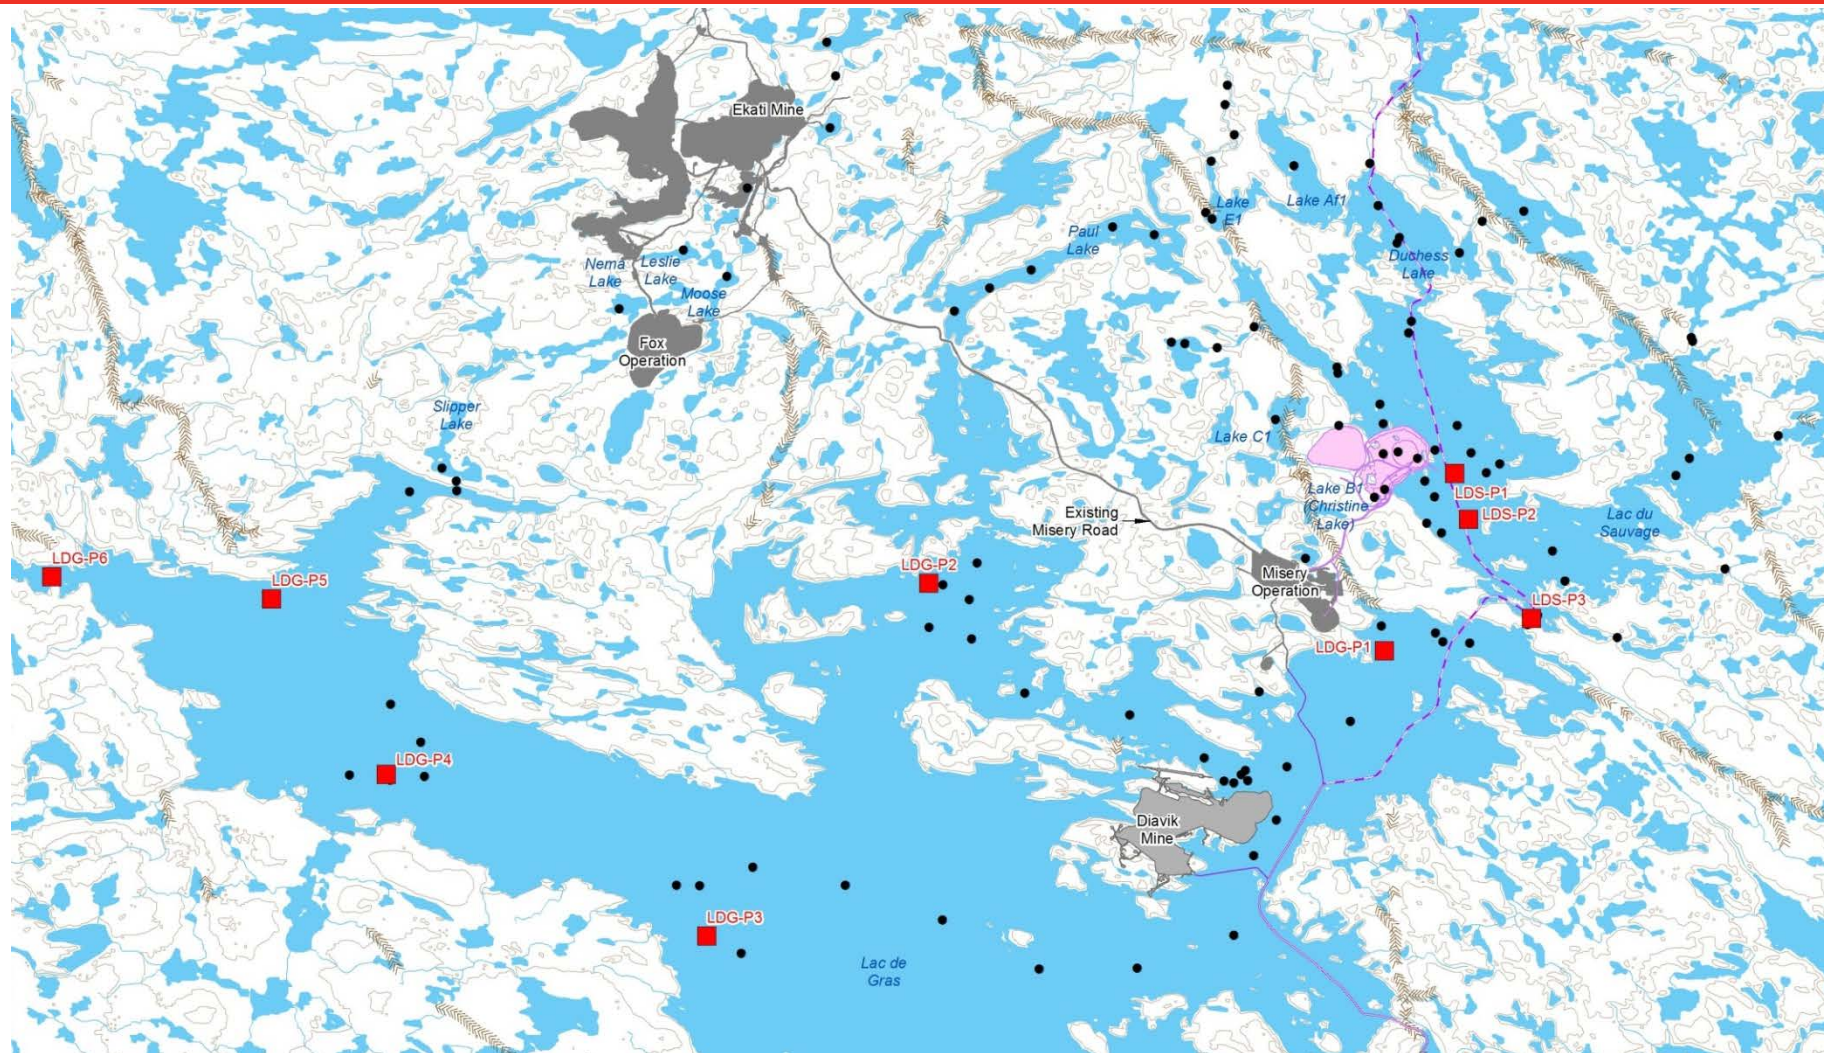 Ekati Mine
Lake
E1
Lake Af1
Paul
Lake
Duchess
Lake
Nema
Lake
Leslie
Lake
Moose
Lake
Fox
Operation
Slipper
Lake
Lake C1
LDS-P1
Lake B1
(Christine
Lake)
LDS-P2
Lac du
Sauvage
Existing
Misery Road
LDG-P6
LDG-P5
LDG-P2
Misery
Operation
LDS-P3
LDG-P1
LDG-P4
Diavik
Mine
LDG-P3
Lac de
Gras